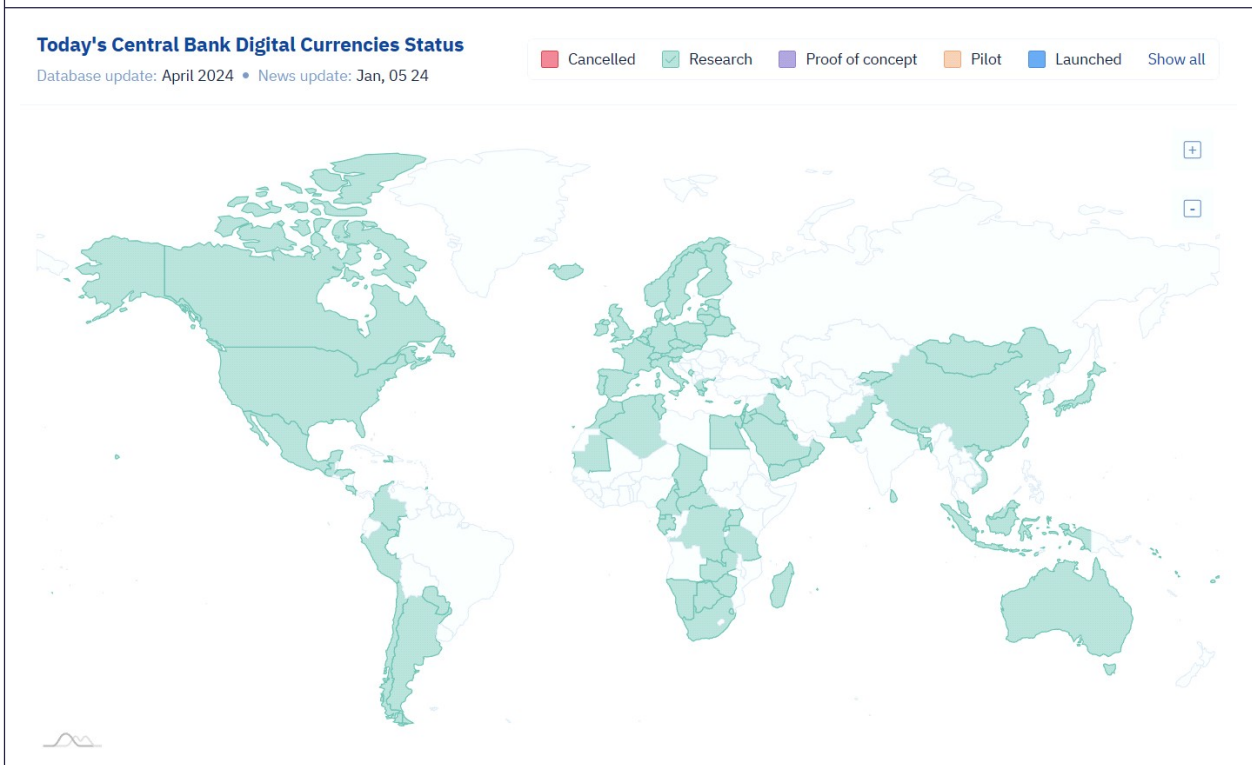 Today's Central Bank Digital Currencies Status
Database update: April 2024 • News update: Jan, 05 24
Cancelled Research Proof of concept Pilot Launched Show all
+
-